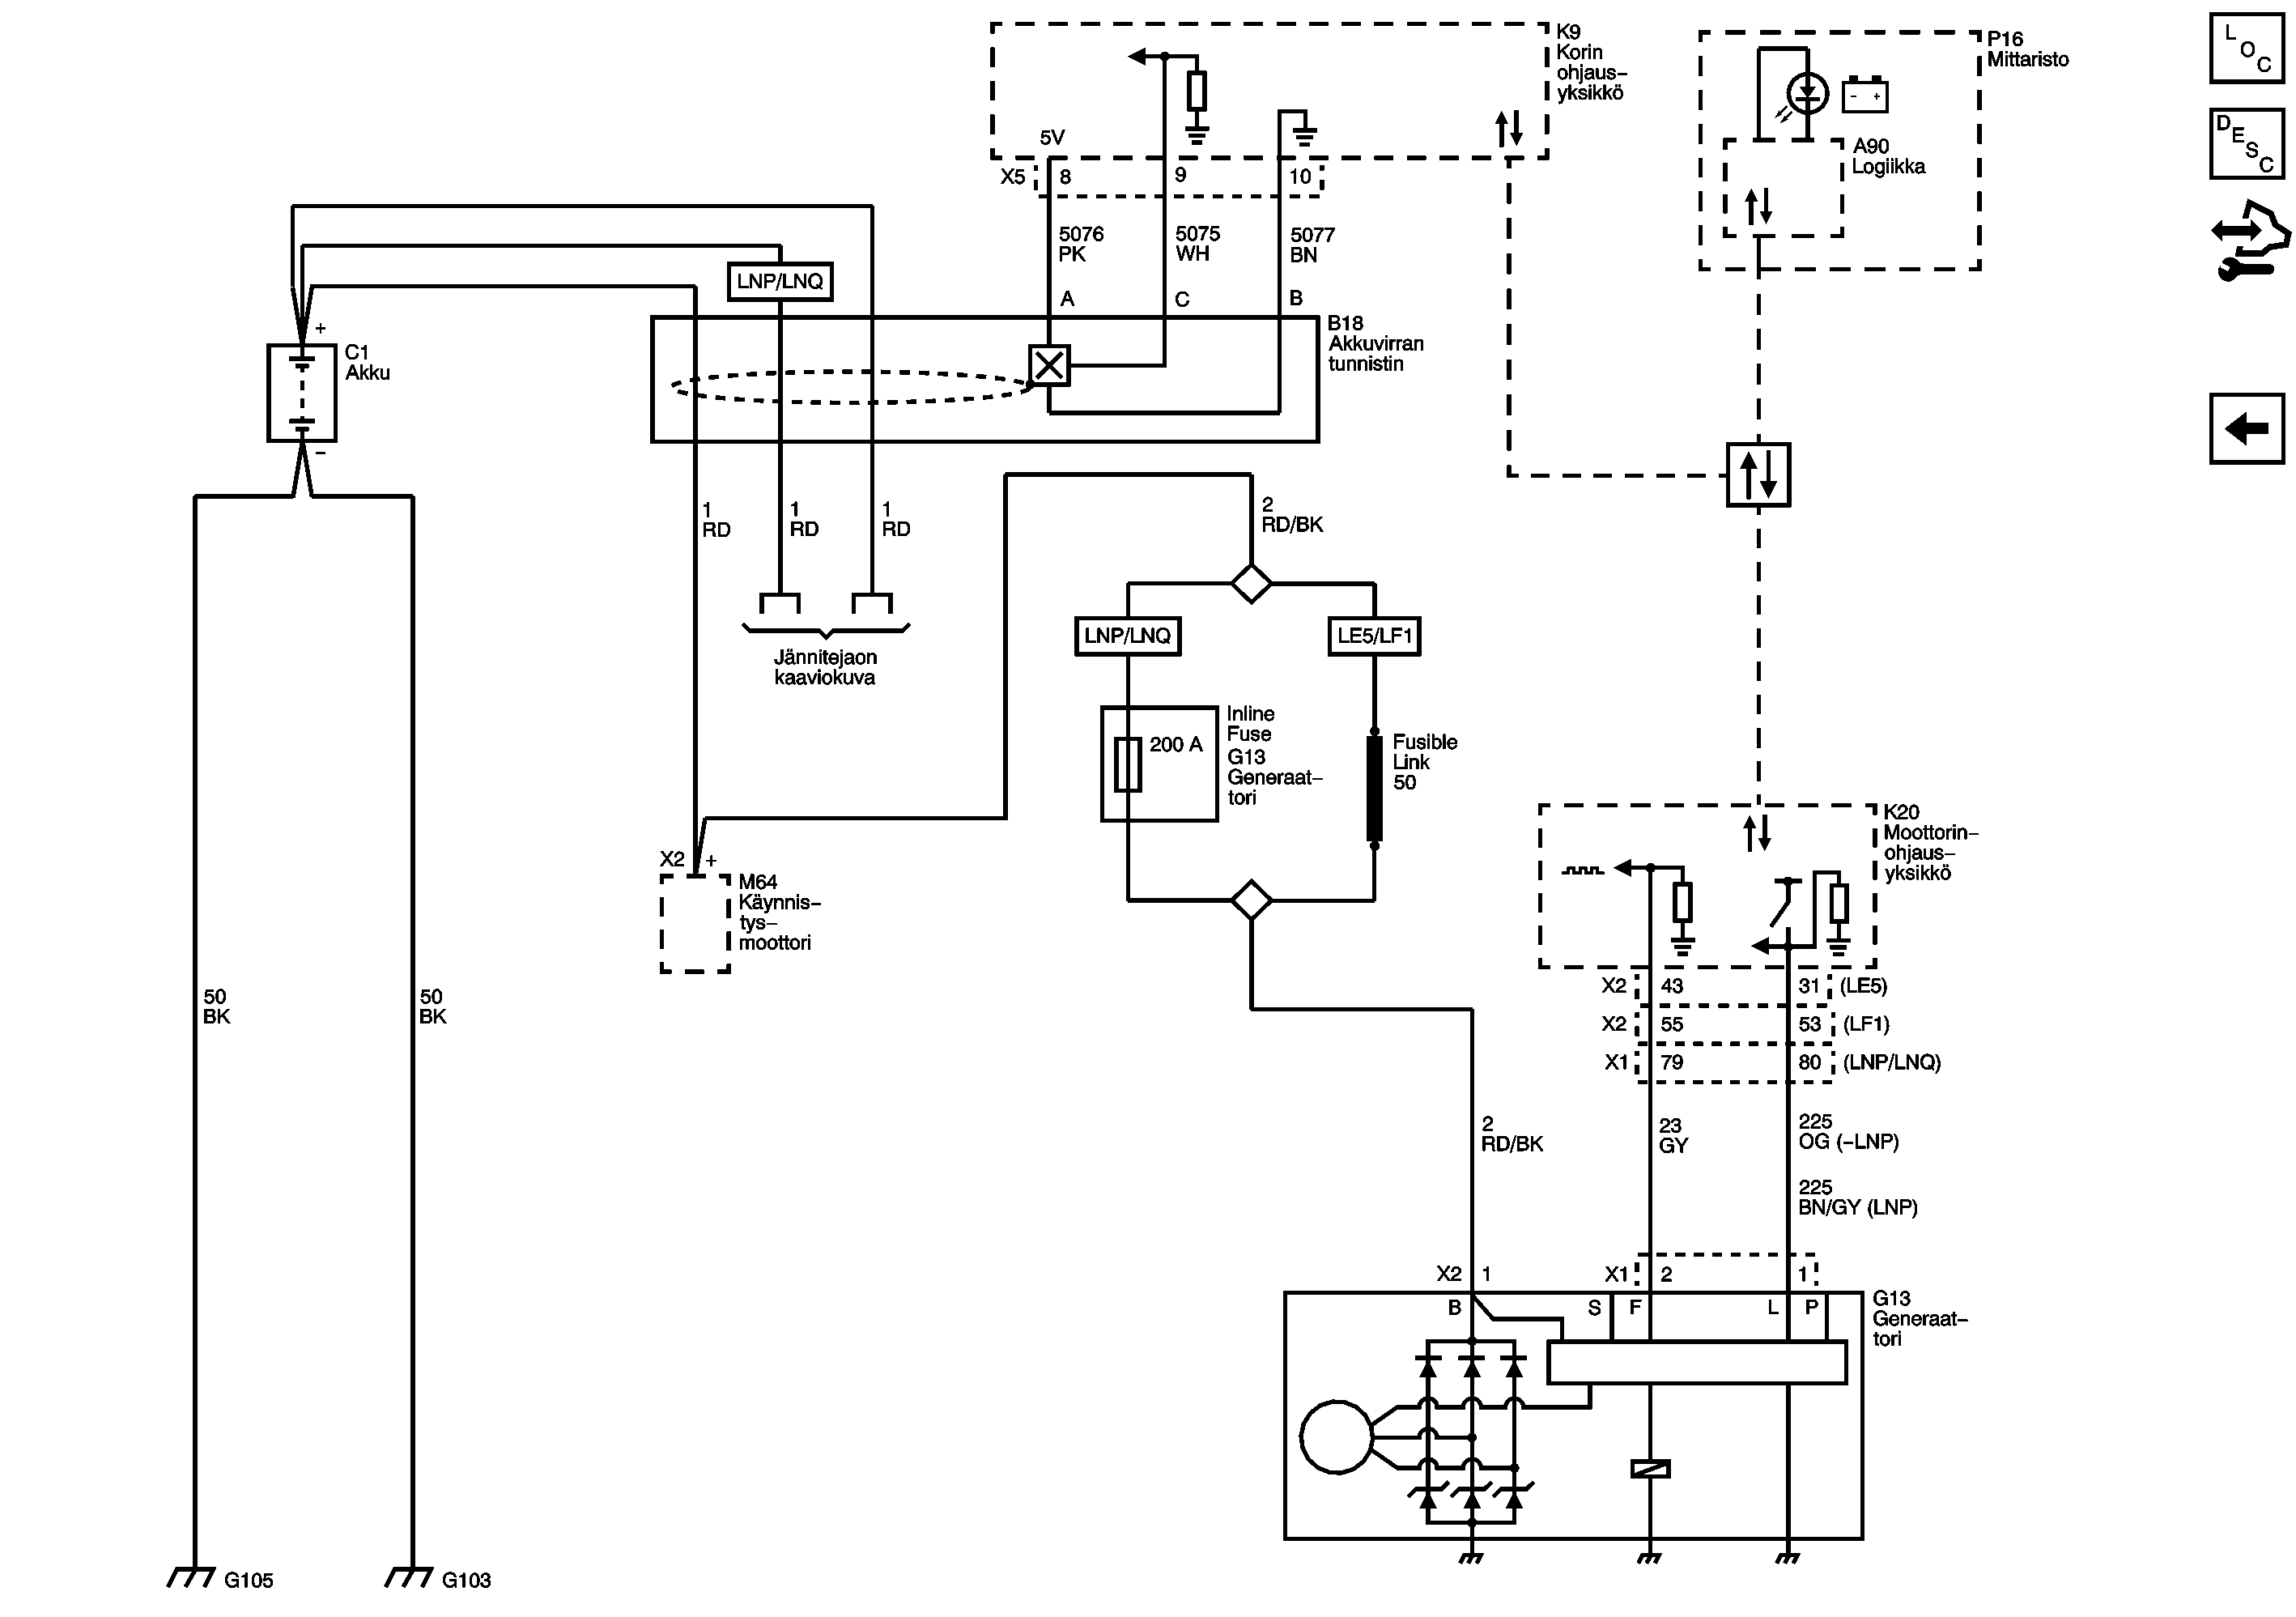 K9
Korin
ohjaus–
yksikkö
P16
Mittaristo
L O C
5V
A90
Logiikka
D E S C
X5 8 9 10
5076
PK
5075
WH
5077
BN
LNP/LNQ
A C B
B18
Akkuvirran
tunnistin
+
C1
Akku
–
1
RD
1
RD
1
RD
2
RD/BK
LNP/LNQ
LE5/LF1
Jännitejaon
kaaviokuva
Inline
Fuse
G13
Generaat–
tori
200 A
Fusible
Link
50
X2 +
M64
Käynnis–
tys–
moottori
K20
Moottorin–
ohjaus–
yksikkö
50
BK
50
BK
X2 43 31 (LE5)
X2 55 53 (LF1)
X1 79 80 (LNP/LNQ)
2
RD/BK
23
GY
225
OG (–LNP)
225
BN/GY (LNP)
X2 1 X1 2 1
B S F L P
G13
Generaat–
tori
G105
G103